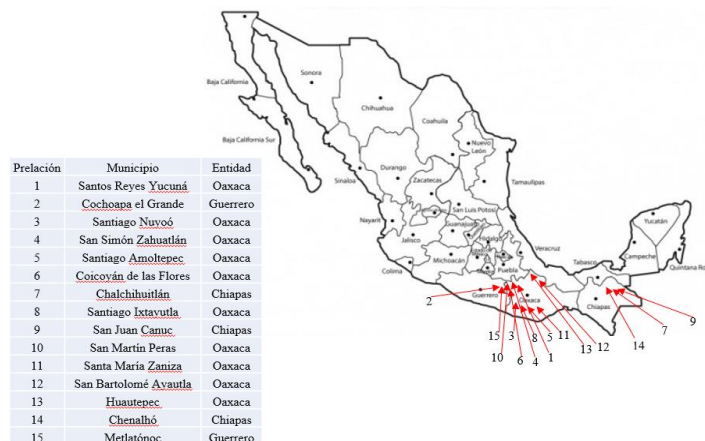 Prelación Municipio Entidad
1 Santos Reyes Yucuná Oaxaca
2 Cochoapa el Grande Guerrero
3 Santiago Nuvoó Oaxaca
4 San Simón Zahuatlán Oaxaca
5 Santiago Amoltepec Oaxaca
6 Coicoyán de las Flores Oaxaca
7 Chalchihuitlán Chiapas
8 Santiago Ixtavutla Oaxaca
9 San Juan Canuc Chiapas
10 San Martín Peras Oaxaca
11 Santa María Zaniza Oaxaca
12 San Bartolomé Ayautla Oaxaca
13 Huautepec Oaxaca
14 Chenalhó Chiapas
15 Metlatónoc Guerrero
Baja California
Sonora
Chihuahua
Baja California Sur
Coahuila
Nuevo
León
Sinaloa
Durango
Tamaulipas
Zacatecas
San Luis Potosí
Nayarit
Guanajuato
Hidalgo
Jalisco
Veracruz
Yucatán
Campeche
Quintana Ro
Colima
Michoacán
Puebla
Tabasco
Guerrero
Oaxaca
Chiapas
2
15
10
3
6
8
4
5
1
11
13
12
14
7
9